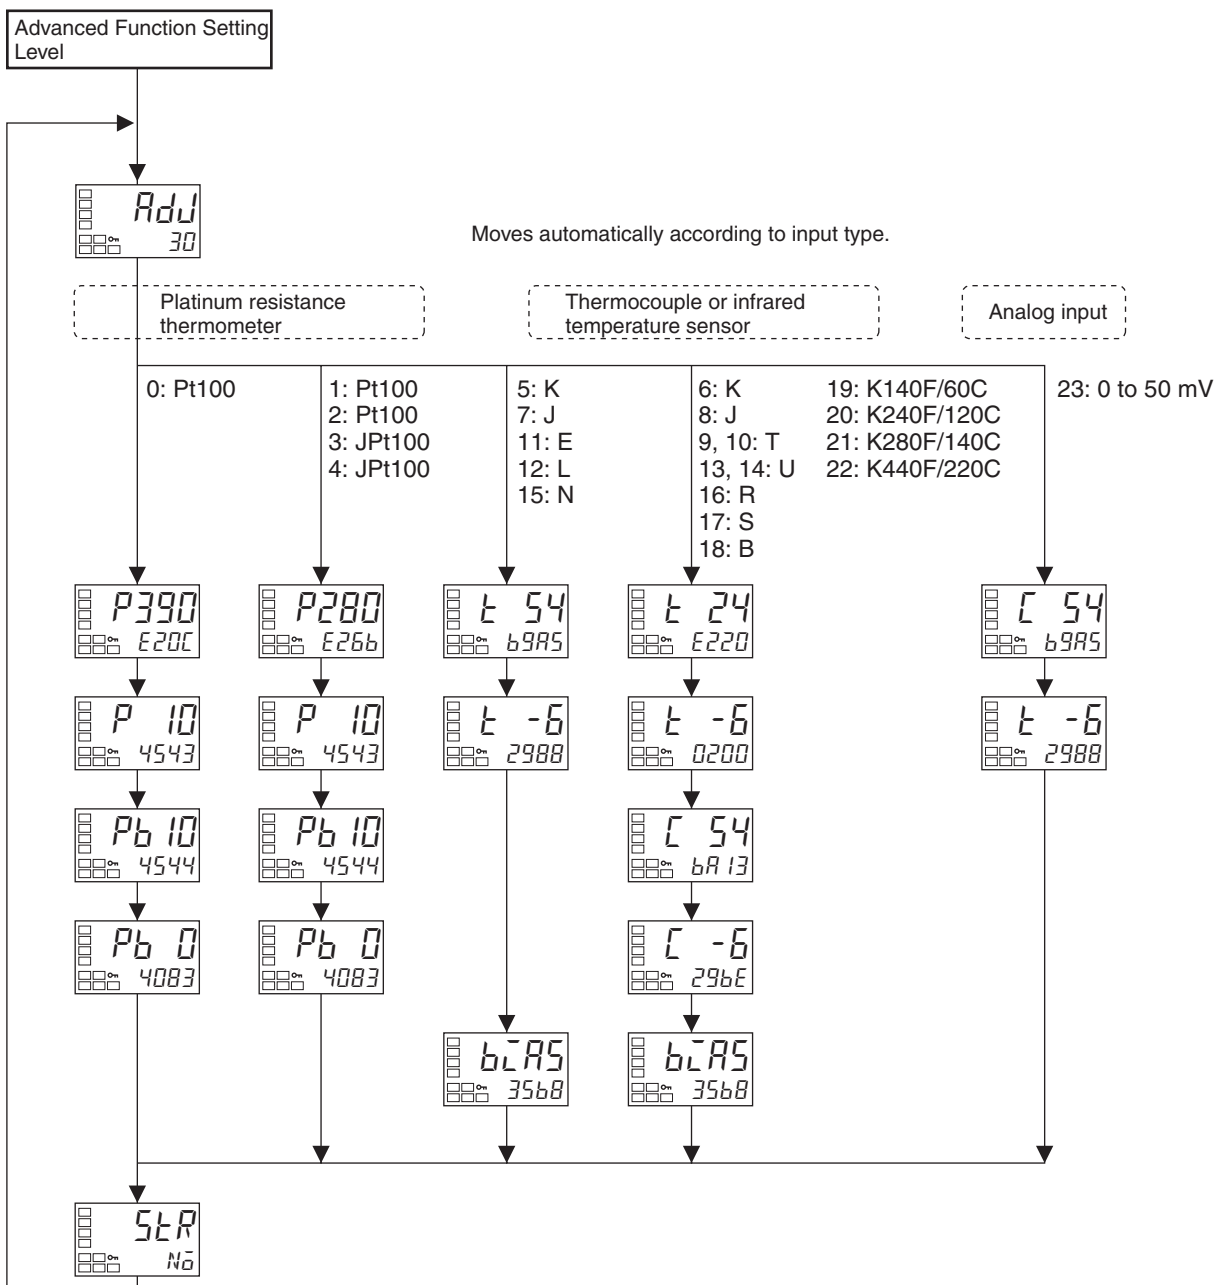 Advanced Function Setting
Level
AdJ
30
Moves automatically according to input type.
Platinum resistance
thermometer
Thermocouple or infrared
temperature sensor
Analog input
0: Pt100
1: Pt100
2: Pt100
3: JPt100
4: JPt100
5: K
7: J
11: E
12: L
15: N
6: K
8: J
9, 10: T
13, 14: U
16: R
17: S
18: B
19: K140F/60C
20: K240F/120C
21: K280F/140C
22: K440F/220C
23: 0 to 50 mV
P390
E20C
P280
E26b
t 54
b9A5
t 24
E220
C 54
b9A5
P 10
4543
P 10
4543
t -6
2988
t -6
0200
t -6
2988
Pb 10
4544
Pb 10
4544
C 54
bA13
Pb 0
4083
Pb 0
4083
C -6
29bE
biAS
35b8
biAS
35b8
StR
No